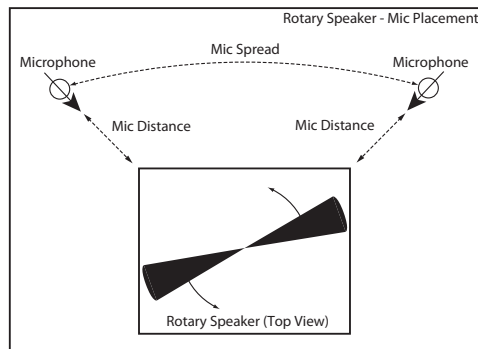 Rotary Speaker - Mic Placement
Mic Spread
Microphone
Microphone
Mic Distance
Mic Distance
Rotary Speaker (Top View)